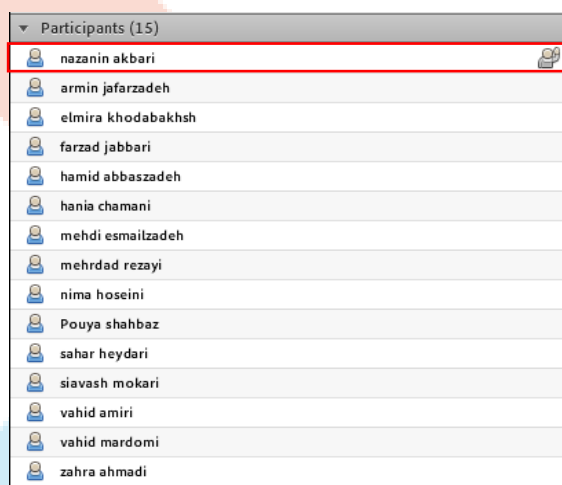 Participants (15)
nazanin akbari
armin jafarzadeh
elmira khodabakhsh
farzad jabbari
hamid abbaszadeh
hania chamani
mehdi esmailzadeh
mehrdad rezayi
nima hoseini
Pouya shahbaz
sahar heydari
siavash mokari
vahid amiri
vahid mardomi
zahra ahmadi